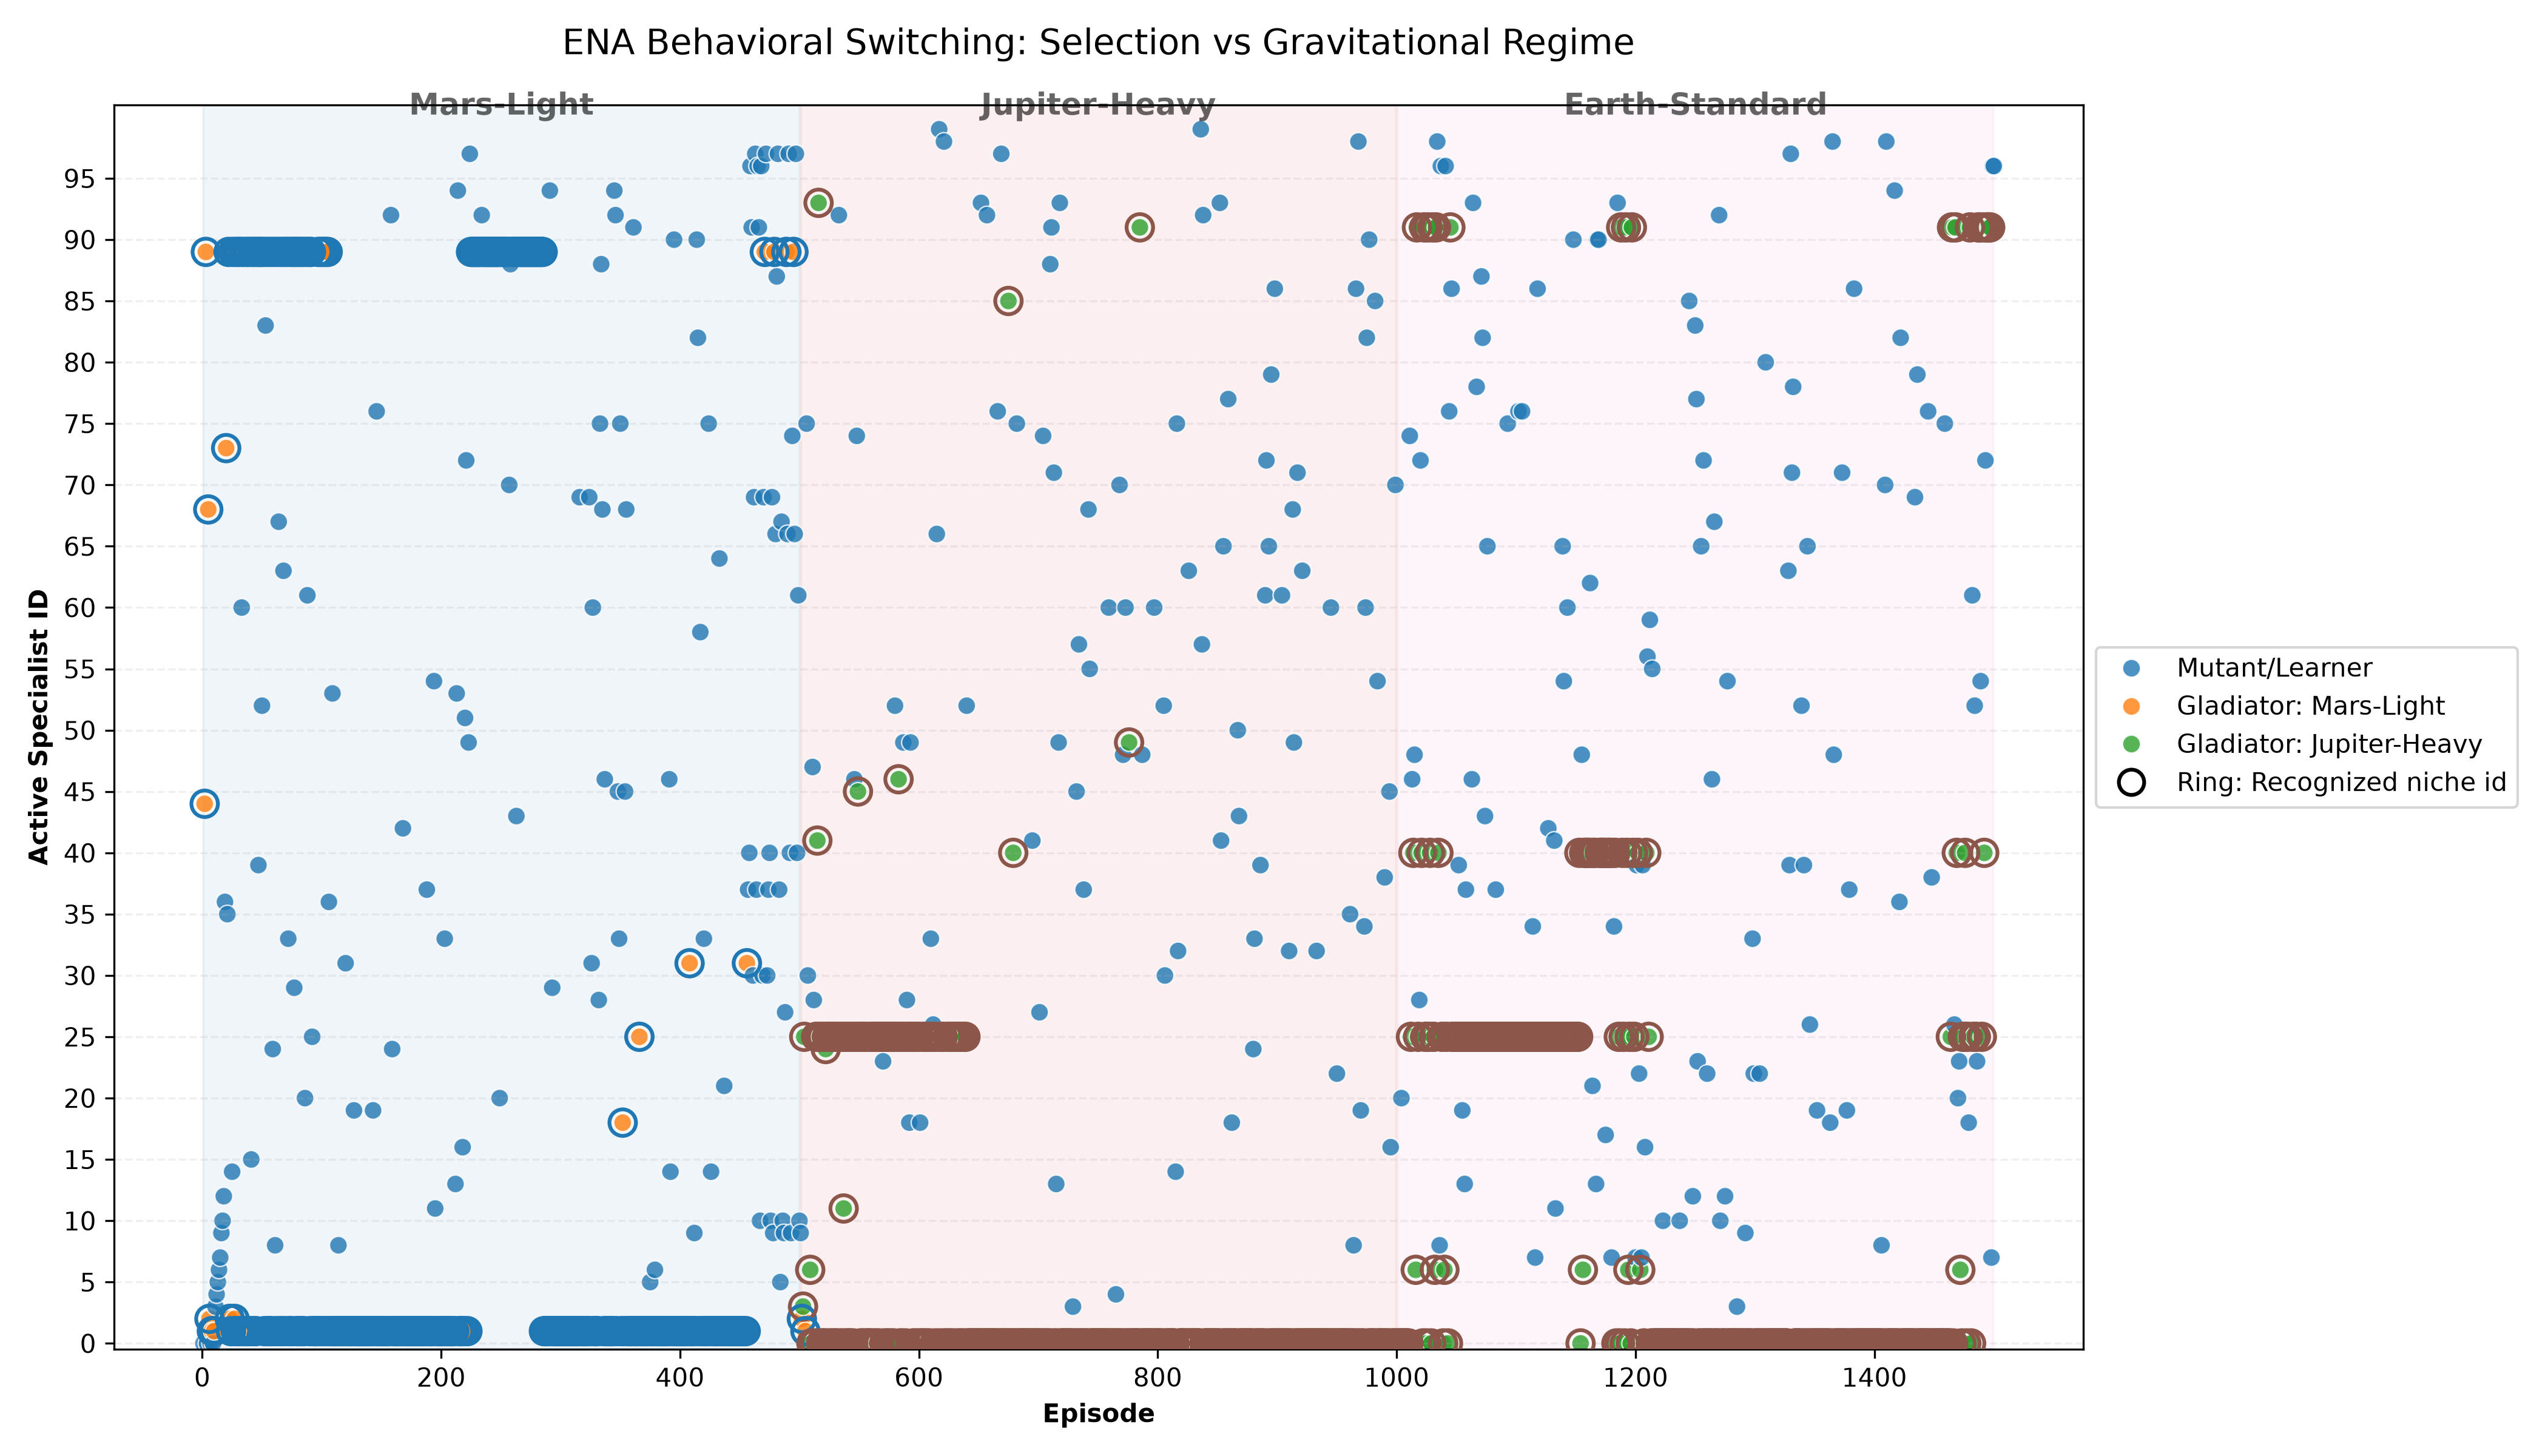 ENA Behavioral Switching: Selection vs Gravitational Regime
Mars-Light
Jupiter-Heavy
Earth-Standard
Active Specialist ID
95
90
85
80
75
70
65
60
55
50
45
40
35
30
25
20
15
10
5
0
0 200 400 600 800 1000 1200 1400
Episode
Mutant/Learner
Gladiator: Mars-Light
Gladiator: Jupiter-Heavy
Ring: Recognized niche id